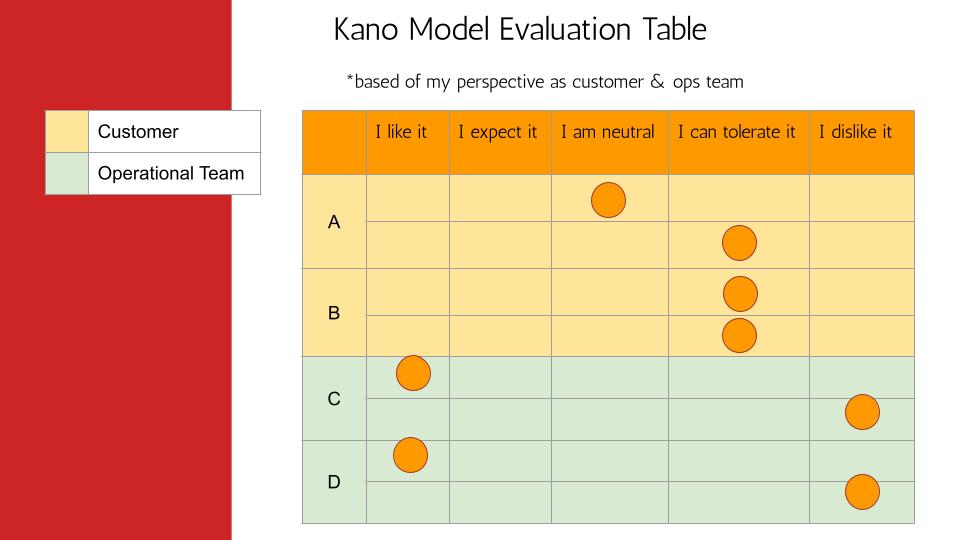 Kano Model Evaluation Table
*based of my perspective as customer & ops team
Customer
Operational Team
I like it
I expect it
I am neutral
I can tolerate it
I dislike it
A
B
C
D